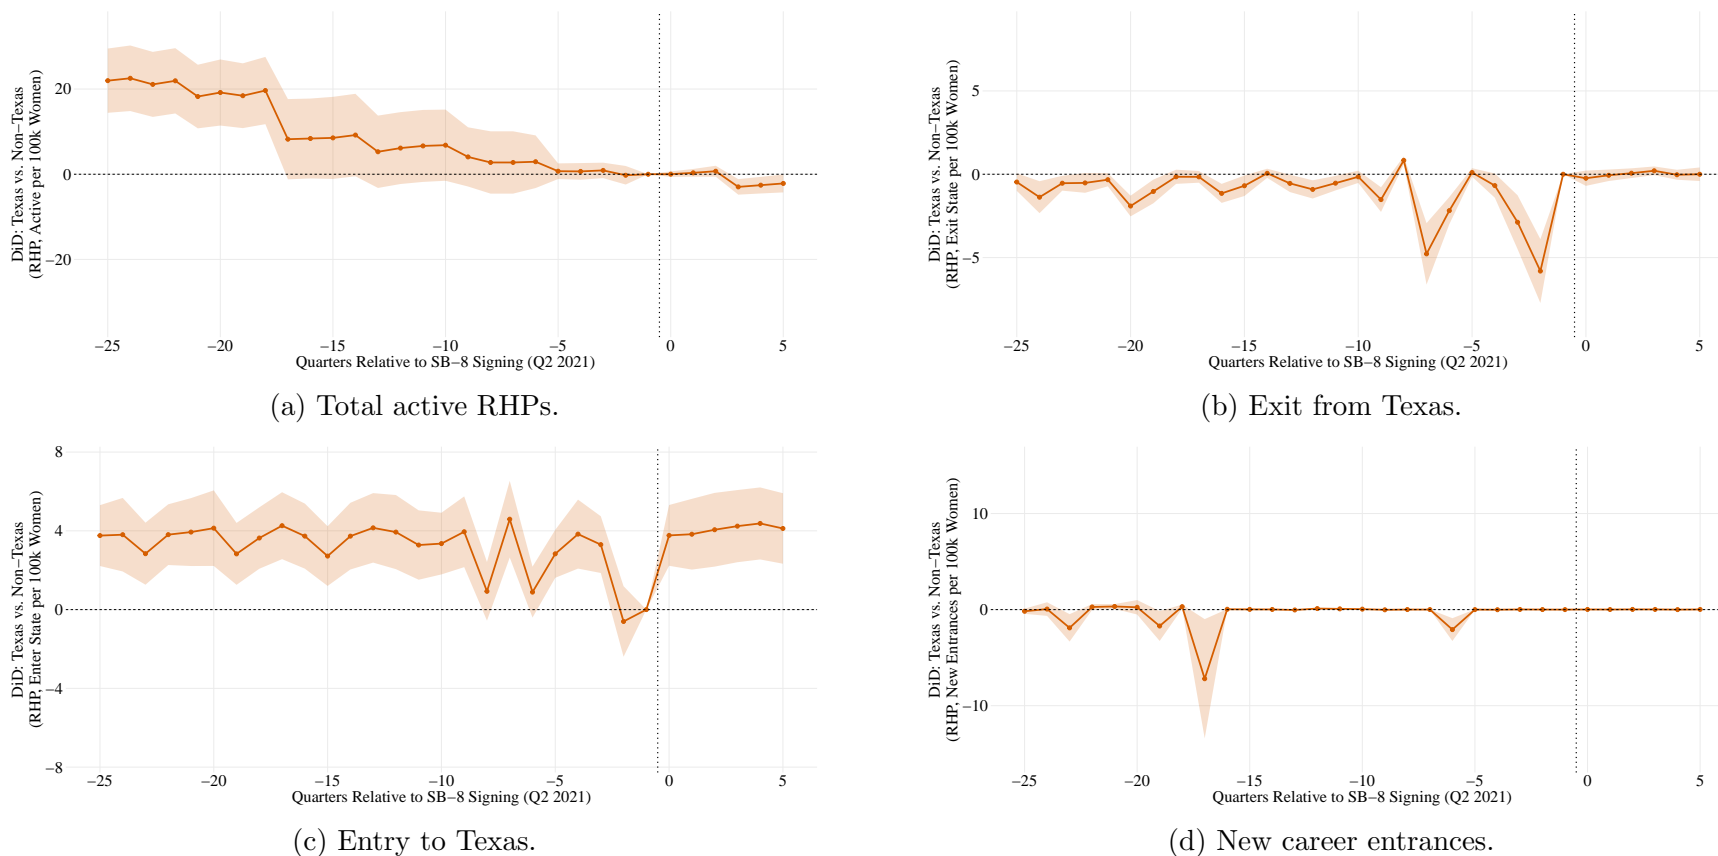 DiD: Texas vs. Non−Texas
(RHP, Active per 100k Women)
20
0
−20
−25 −20 −15 −10 −5 0 5
Quarters Relative to SB−8 Signing (Q2 2021)
(a) Total active RHPs.
DiD: Texas vs. Non−Texas
(RHP, Exit State per 100k Women)
5
0
−5
−25 −20 −15 −10 −5 0 5
Quarters Relative to SB−8 Signing (Q2 2021)
(b) Exit from Texas.
DiD: Texas vs. Non−Texas
(RHP, Enter State per 100k Women)
8
4
0
−4
−8
−25 −20 −15 −10 −5 0 5
Quarters Relative to SB−8 Signing (Q2 2021)
(c) Entry to Texas.
DiD: Texas vs. Non−Texas
(RHP, New Entrances per 100k Women)
10
0
−10
−25 −20 −15 −10 −5 0 5
Quarters Relative to SB−8 Signing (Q2 2021)
(d) New career entrances.